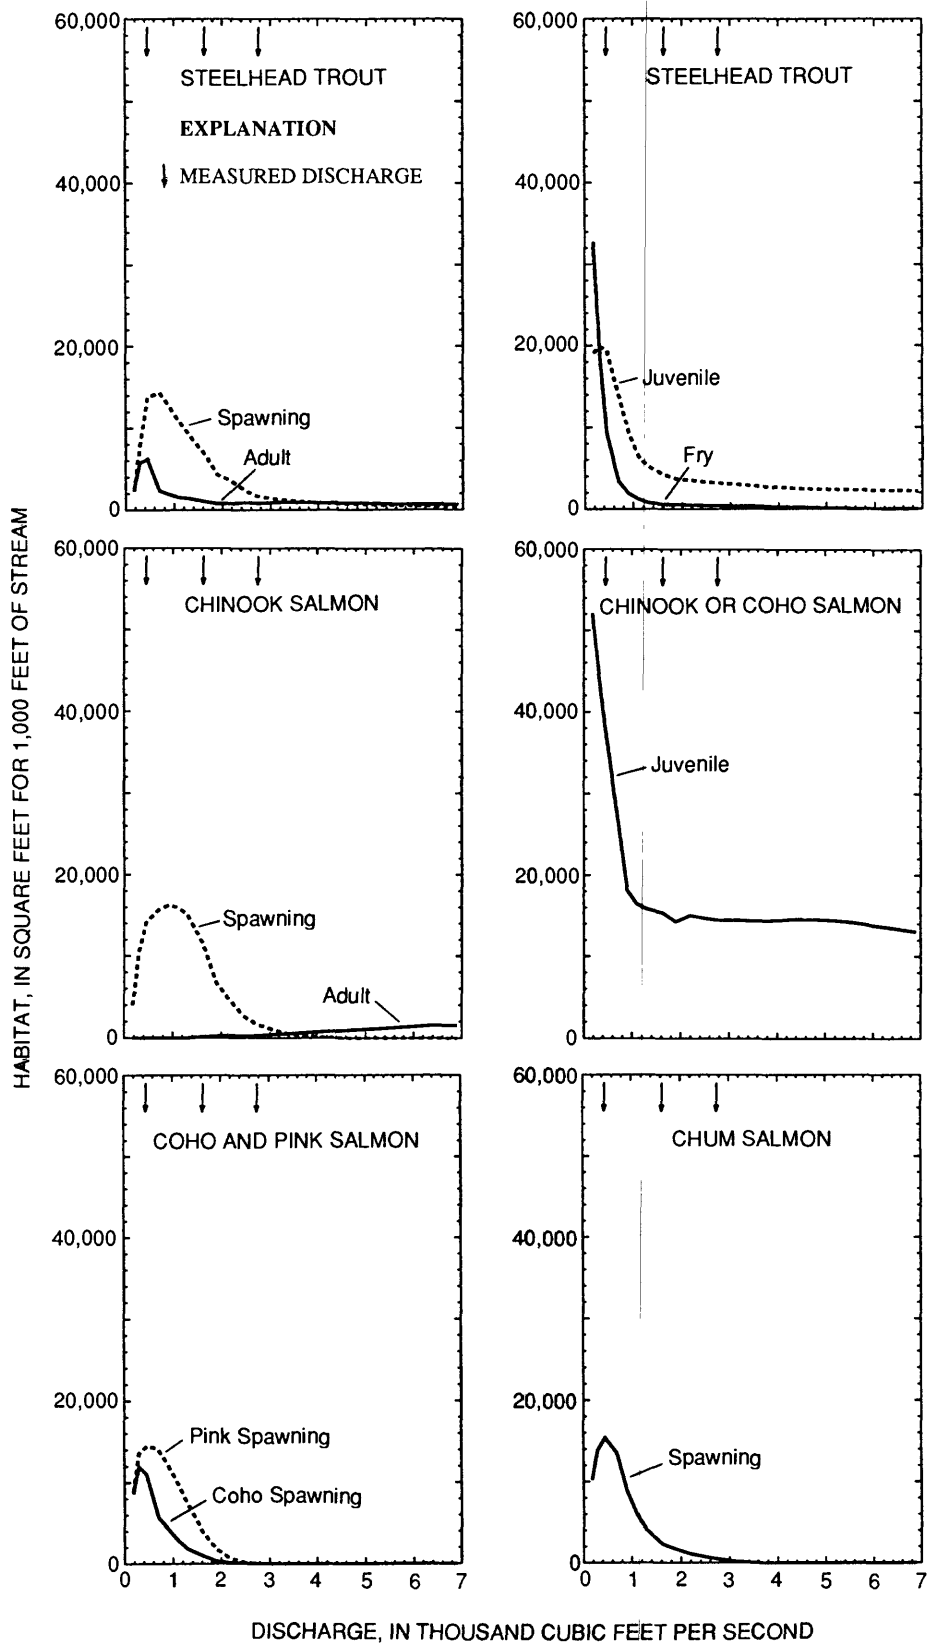 HABITAT, IN SQUARE FEET FOR 1,000 FEET OF STREAM
60,000
40,000
20,000
0
STEELHEAD TROUT
EXPLANATION
MEASURED DISCHARGE
Spawning
Adult
60,000
40,000
20,000
0
STEELHEAD TROUT
Juvenile
Fry
60,000
40,000
20,000
0
CHINOOK SALMON
Spawning
Adult
60,000
40,000
20,000
0
CHINOOK OR COHO SALMON
Juvenile
60,000
40,000
20,000
0
COHO AND PINK SALMON
Pink Spawning
Coho Spawning
0 1 2 3 4 5 6 7
60,000
40,000
20,000
0
CHUM SALMON
Spawning
0 1 2 3 4 5 6 7
DISCHARGE, IN THOUSAND CUBIC FEET PER SECOND